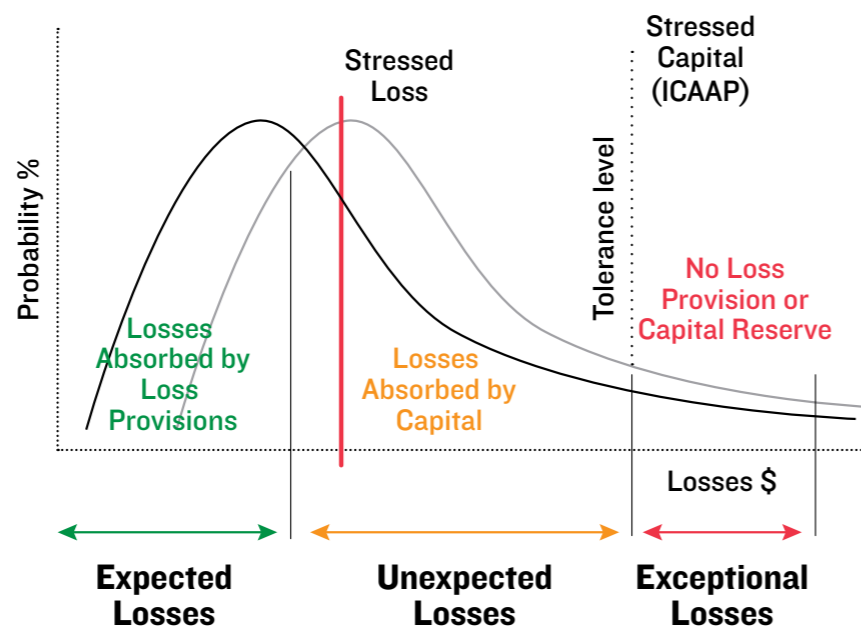 Stressed
Capital
(ICAAP)
Stressed
Loss
Probability %
Tolerance level
No Loss
Provision or
Capital Reserve
Losses
Absorbed by
Loss
Provisions
Losses
Absorbed by
Capital
Losses $
Expected
Losses
Unexpected
Losses
Exceptional
Losses